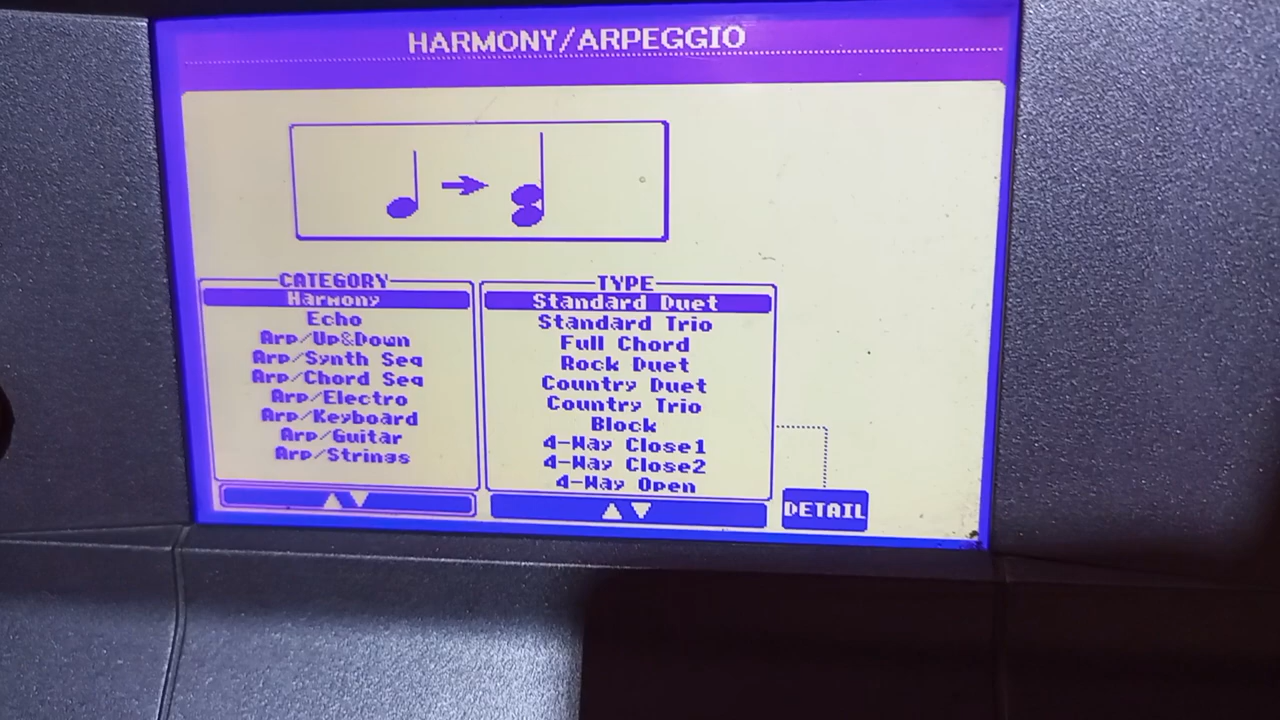 HARMONY/ARPEGGIO
CATEGORY
Harmony
Echo
Arp/Up&Down
Arp/Synth Seq
Arp/Chord Seq
Arp/Electro
Arp/Keyboard
Arp/Guitar
Arp/Strings
TYPE
Standard Duet
Standard Trio
Full Chord
Rock Duet
Country Duet
Country Trio
Block
4-Way Close1
4-Way Close2
4-Way Open
DETAIL